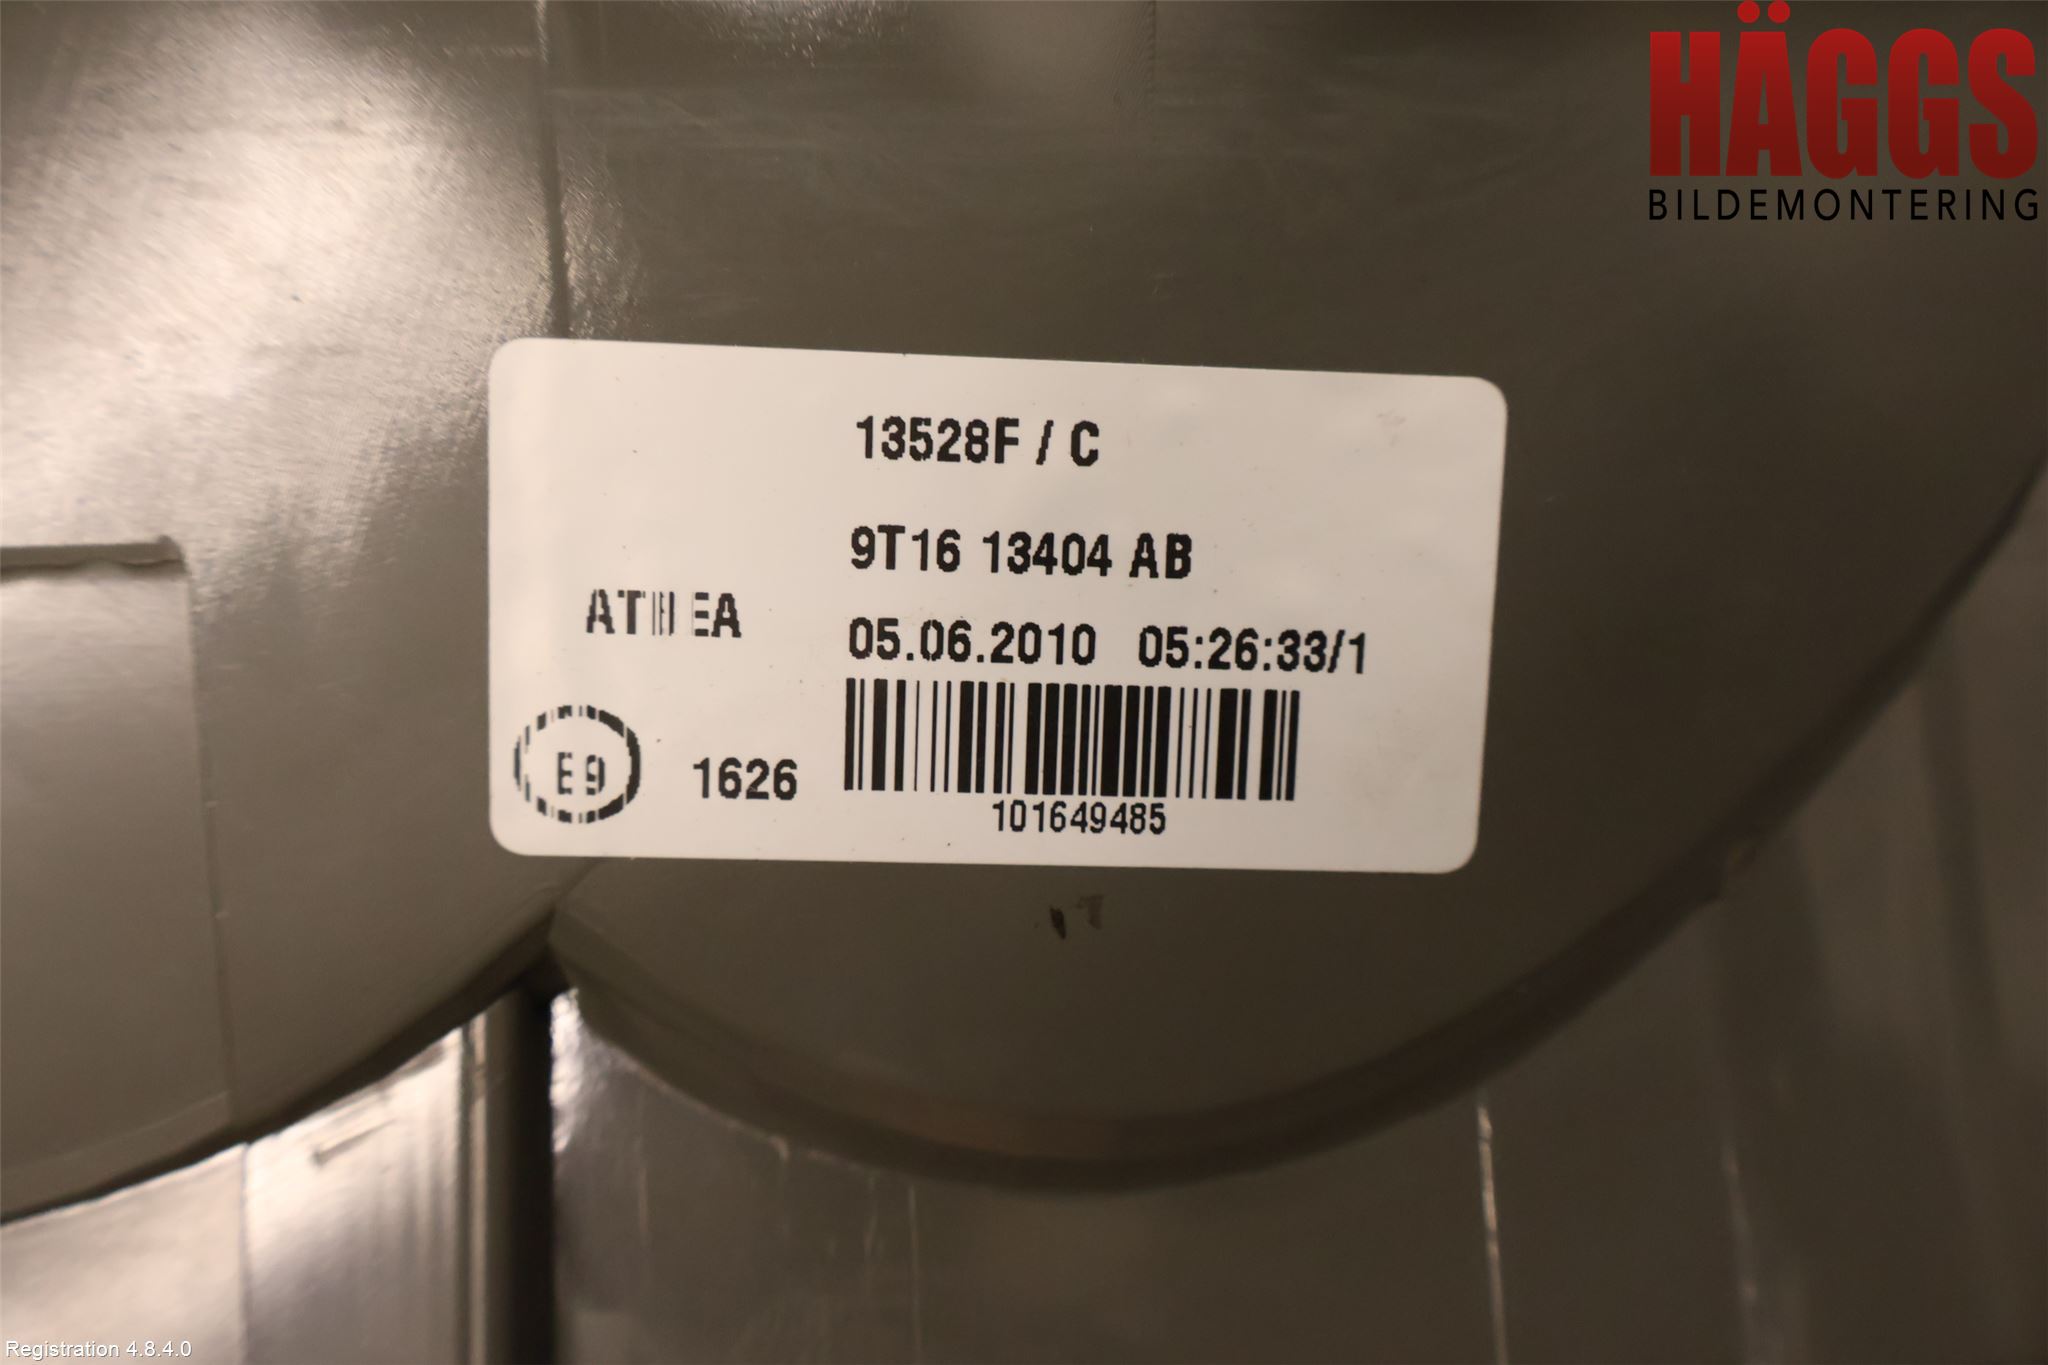 HÄGGS
BILDEMONTERING
13528F / C
9T16 13404 AB
05.06.2010 05:26:33/1
E9
1626
101649485
Registration 4.8.4.0